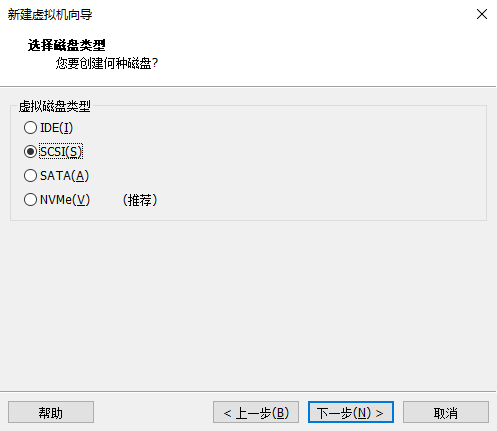 新建虚拟机向导
选择磁盘类型
您要创建何种磁盘?
虚拟磁盘类型
IDE(I)
SCSI(S)
SATA(A)
NVMe(V) (推荐)
帮助 < 上一步(B) 下一步(N) > 取消